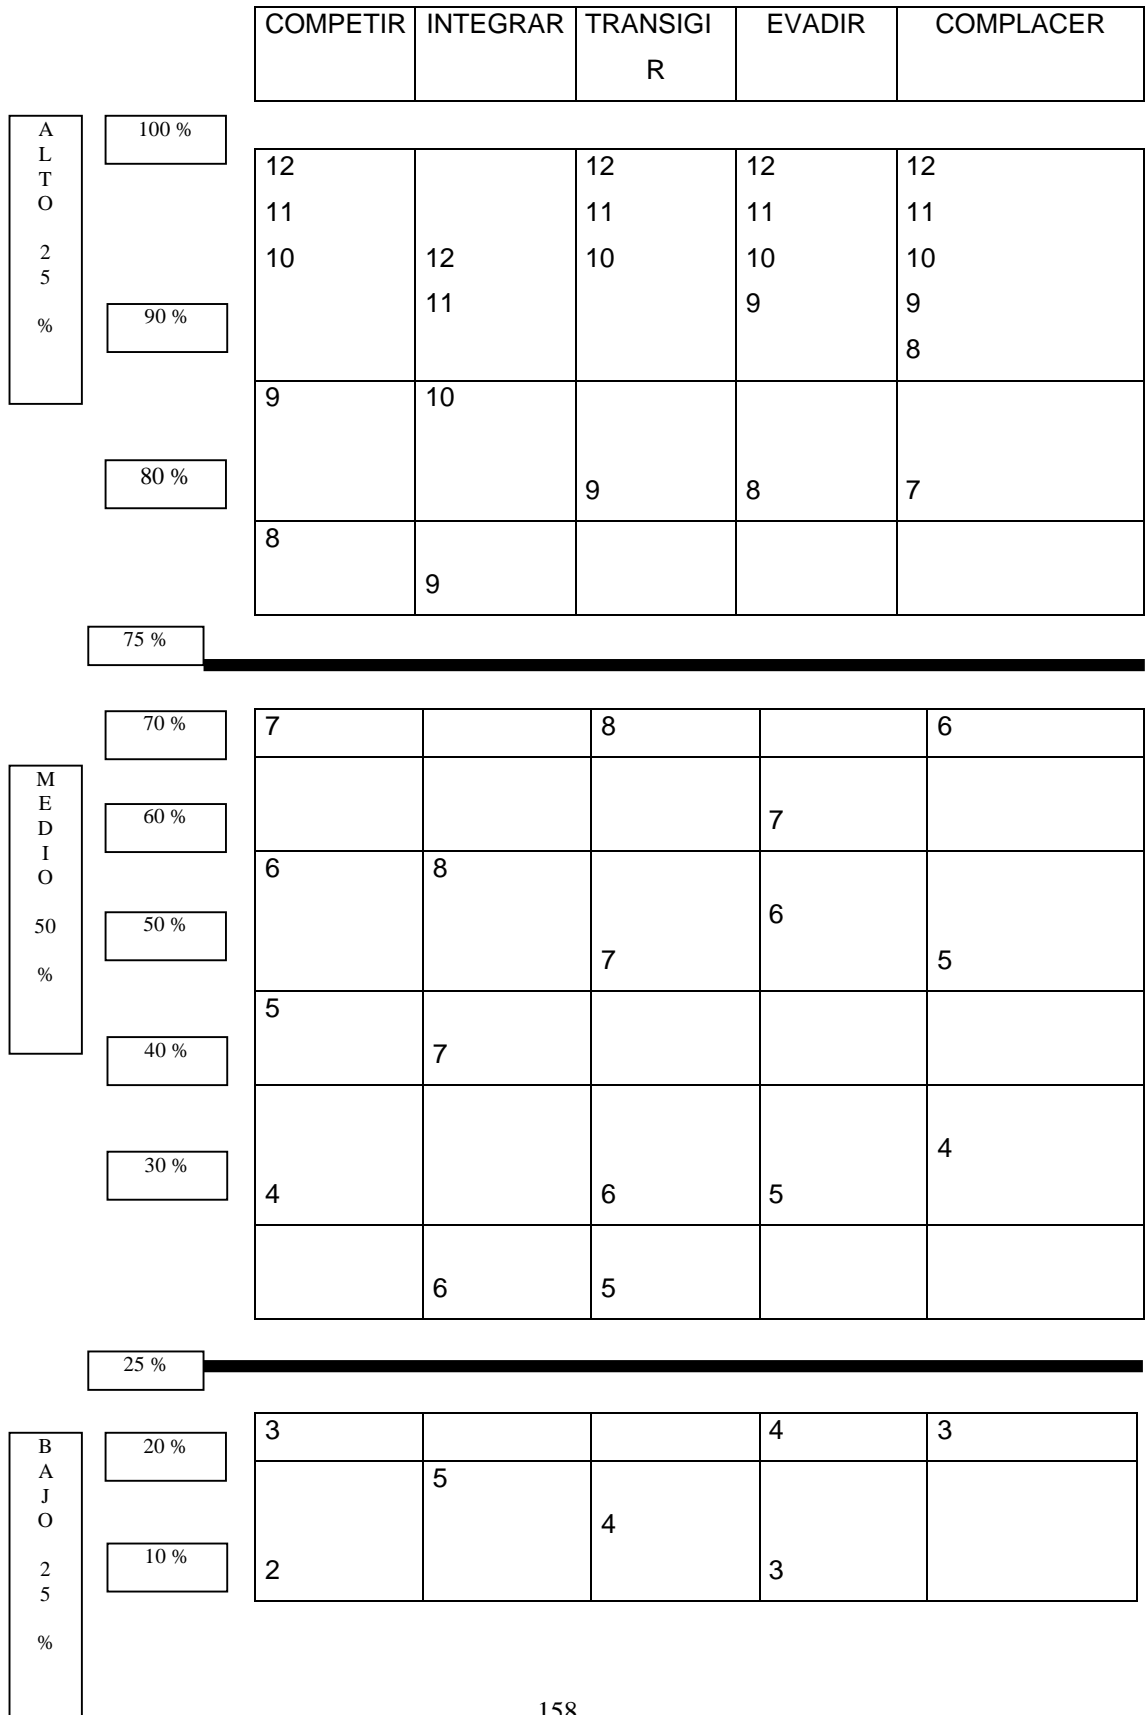 COMPETIR INTEGRAR TRANSIGI EVADIR COMPLACER
R
A
L
T
O
2
5
%
100 %
12 12 12 12
11 11 11 11
10 12 10 10 10
90 % 11 9 9
8
9 10
80 % 9 8 7
8
9
75 %
70 % 7 8 6
M
E
D
I
O
50
%
60 % 7
6 8
50 % 6
7 5
5
40 % 7
4
30 %
4 6 5
6 5
25 %
B
A
J
O
2
5
%
20 % 3 4 3
5
4
10 % 2 3
158